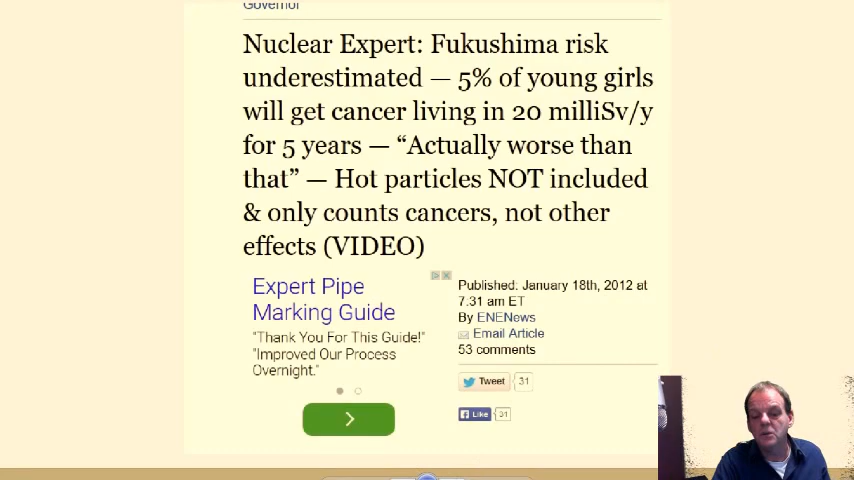 Governor
Nuclear Expert: Fukushima risk
underestimated — 5% of young girls
will get cancer living in 20 milliSv/y
for 5 years — “Actually worse than
that” — Hot particles NOT included
& only counts cancers, not other
effects (VIDEO)
Expert Pipe
Marking Guide
"Thank You For This Guide!"
"Improved Our Process
Overnight."
Published: January 18th, 2012 at
7:31 am ET
By ENENews
Email Article
53 comments
Tweet 31
Like 31